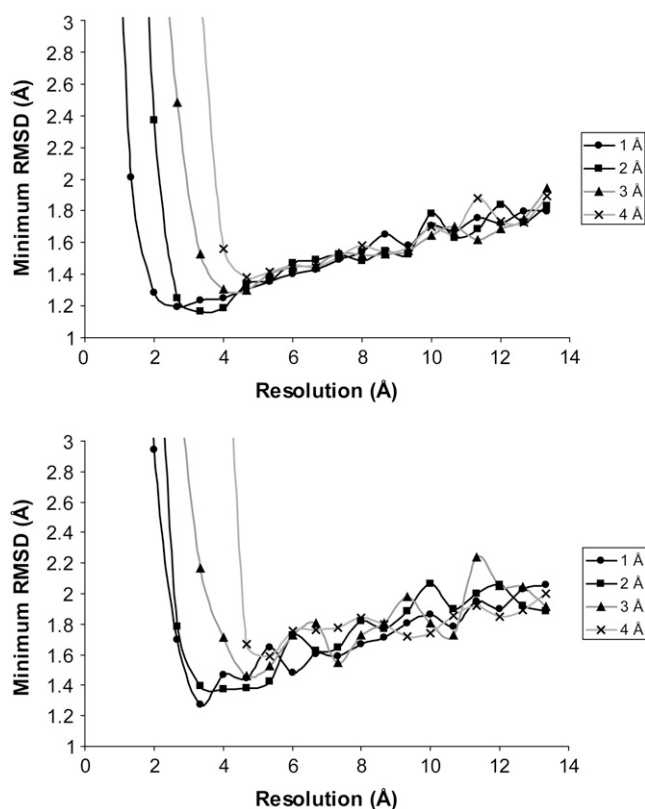 3
2.8
2.6
2.4
2.2
2
1.8
1.6
1.4
1.2
1
Minimum RMSD (Å)
0 2 4 6 8 10 12 14
Resolution (Å)
1 Å
2 Å
3 Å
4 Å
3
2.8
2.6
2.4
2.2
2
1.8
1.6
1.4
1.2
1
Minimum RMSD (Å)
0 2 4 6 8 10 12 14
Resolution (Å)
1 Å
2 Å
3 Å
4 Å